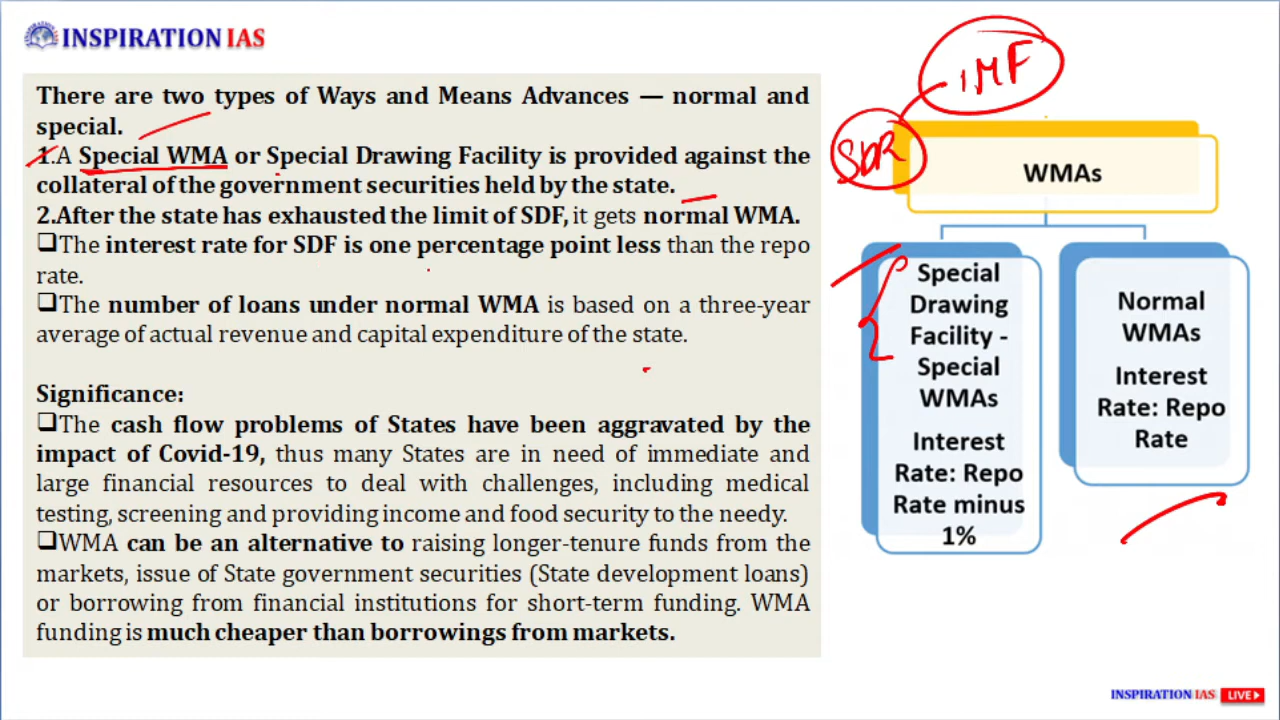 INSPIRATION IAS
There are two types of Ways and Means Advances — normal and
special.
1.A Special WMA or Special Drawing Facility is provided against the
collateral of the government securities held by the state.
2.After the state has exhausted the limit of SDF, it gets normal WMA.
❑The interest rate for SDF is one percentage point less than the repo
rate.
❑The number of loans under normal WMA is based on a three-year
average of actual revenue and capital expenditure of the state.
Significance:
❑The cash flow problems of States have been aggravated by the
impact of Covid-19, thus many States are in need of immediate and
large financial resources to deal with challenges, including medical
testing, screening and providing income and food security to the needy.
❑WMA can be an alternative to raising longer-tenure funds from the
markets, issue of State government securities (State development loans)
or borrowing from financial institutions for short-term funding. WMA
funding is much cheaper than borrowings from markets.
IMF
SDR
WMAs
Special
Drawing
Facility -
Special
WMAs
Interest
Rate: Repo
Rate minus
1%
Normal
WMAs
Interest
Rate: Repo
Rate
INSPIRATION IAS LIVE